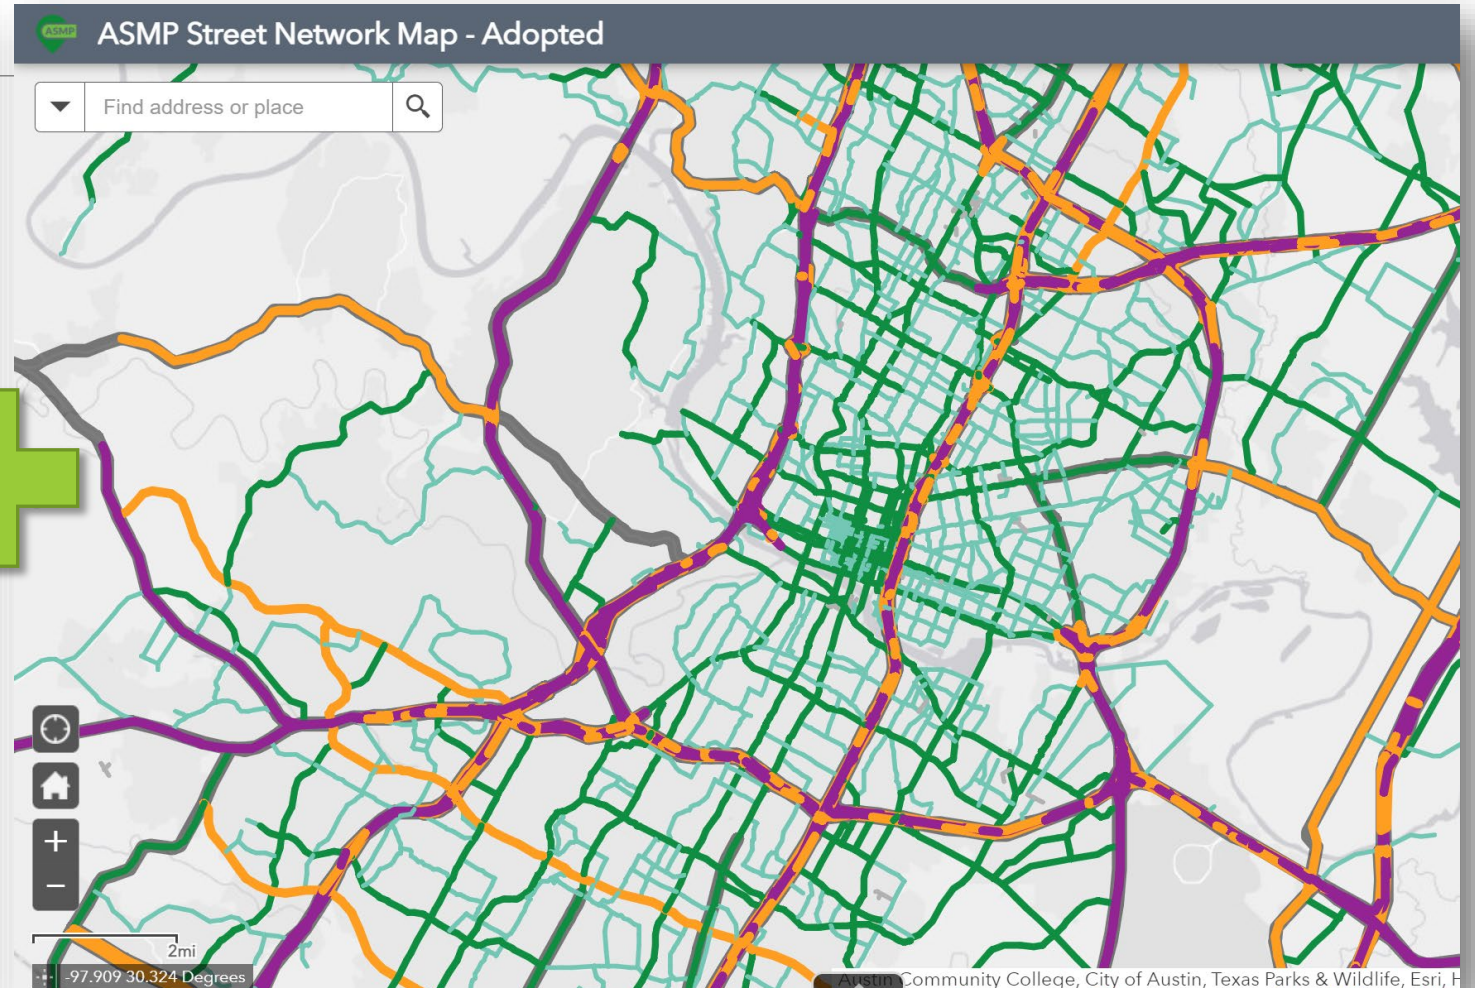 ASMP
ASMP Street Network Map - Adopted
Find address or place
+
−
2mi
-97.909 30.324 Degrees
Austin Community College, City of Austin, Texas Parks & Wildlife, Esri,